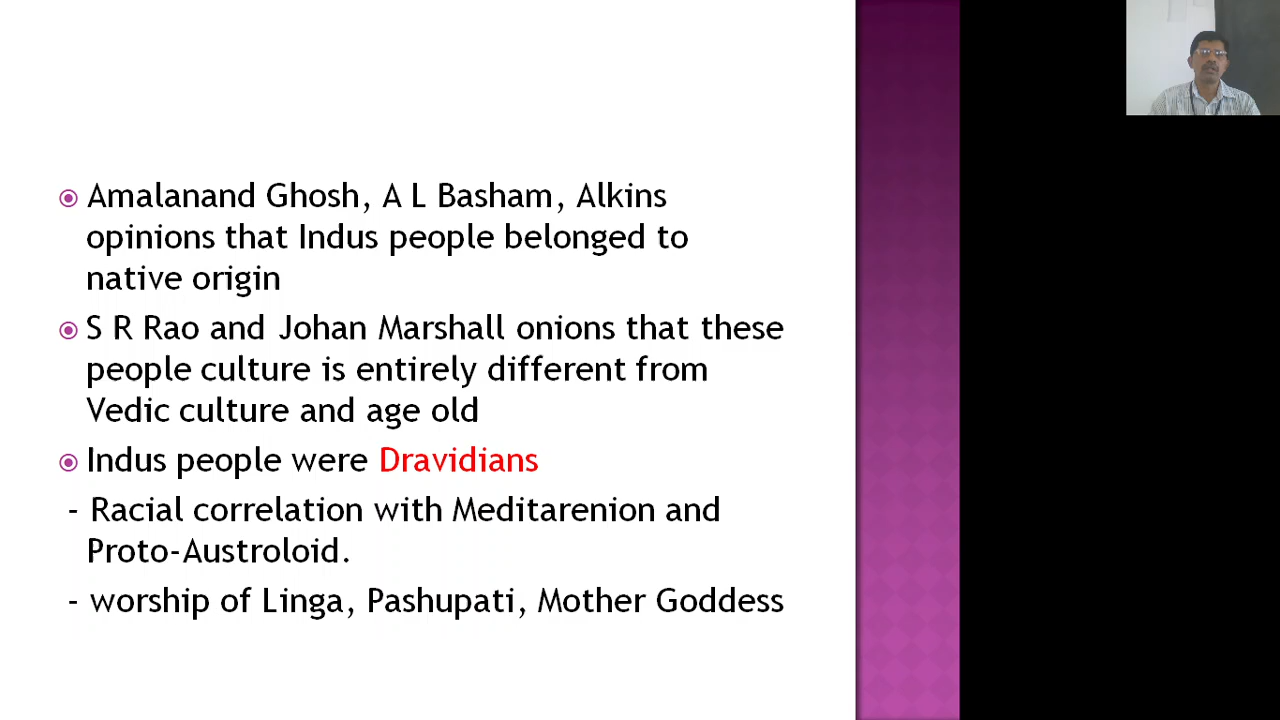 Amalanand Ghosh, A L Basham, Alkins
opinions that Indus people belonged to
native origin
S R Rao and Johan Marshall onions that these
people culture is entirely different from
Vedic culture and age old
Indus people were Dravidians
- Racial correlation with Meditarenion and
Proto-Austroloid.
- worship of Linga, Pashupati, Mother Goddess